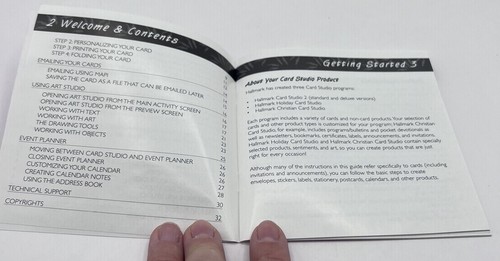 2 Welcome & Contents
STEP 2: PERSONALIZING YOUR CARD
STEP 3: PRINTING YOUR CARD
STEP 4: FOLDING YOUR CARD
EMAILING YOUR CARDS
EMAILING USING MAPI
SAVING THE CARD AS A FILE THAT CAN BE EMAILED LATER
USING ART STUDIO
OPENING ART STUDIO FROM THE MAIN ACTIVITY SCREEN
OPENING ART STUDIO FROM THE PREVIEW SCREEN
WORKING WITH TEXT
WORKING WITH ART
THE DRAWING TOOLS
WORKING WITH OBJECTS
EVENT PLANNER
MOVING BETWEEN CARD STUDIO AND EVENT PLANNER
CLOSING EVENT PLANNER
CUSTOMIZING YOUR CALENDAR 26
CREATING CALENDAR NOTES 26
USING THE ADDRESS BOOK 27
TECHNICAL SUPPORT 28
COPYRIGHTS 30
32
Getting Started 3
About Your Card Studio Product
Hallmark has created three Card Studio programs:
• Hallmark Card Studio 2 (standard and deluxe versions).
• Hallmark Holiday Card Studio.
• Hallmark Christian Card Studio.
Each program includes a variety of cards and non-card products. Your selection of
cards and other product types is customised for your program; Hallmark Christian
Card Studio, for example, includes programs/bulletins and pocket devotionals, as
well as newsletters, bookmarks, certificates, labels, announcements, and invitations.
Hallmark Holiday Card Studio and Hallmark Christian Card Studio contain specially
selected products, sentiments, and art, so you can create products that are just
right for every occasion!
Although many of the instructions in this guide refer specifically to cards (including
invitations and announcements), you can follow the basic steps to create
envelopes, stickers, labels, stationery, postcards, calendars, and other products.